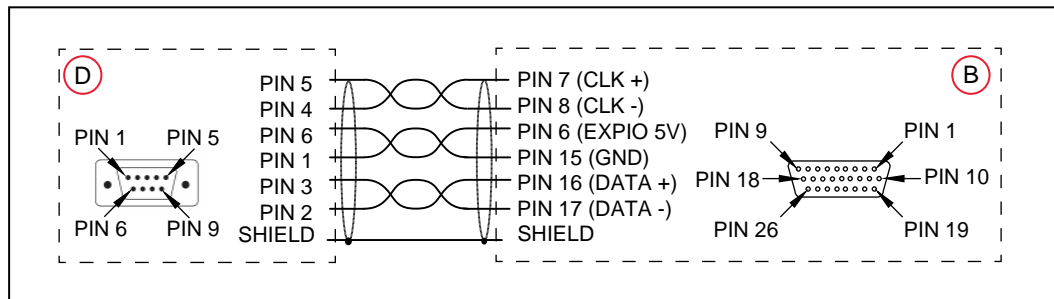 D
B
PIN 5
PIN 4
PIN 6
PIN 1
PIN 3
PIN 2
SHIELD
PIN 7 (CLK +)
PIN 8 (CLK -)
PIN 6 (EXPIO 5V)
PIN 15 (GND)
PIN 16 (DATA +)
PIN 17 (DATA -)
SHIELD
PIN 1
PIN 5
PIN 6
PIN 9
PIN 9
PIN 1
PIN 18
PIN 10
PIN 26
PIN 19